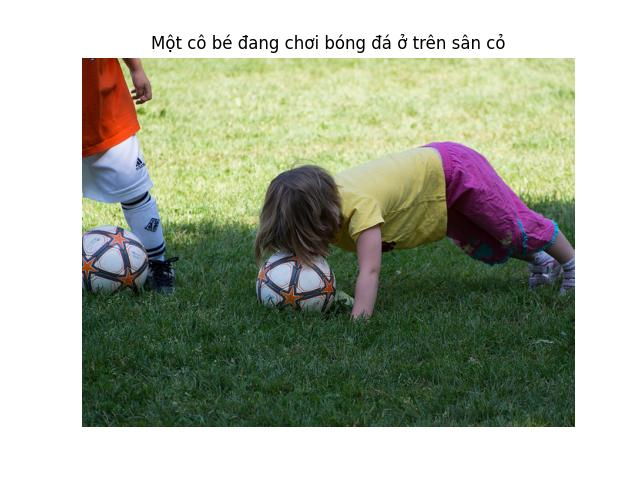 Một cô bé đang chơi bóng đá ở trên sân cỏ